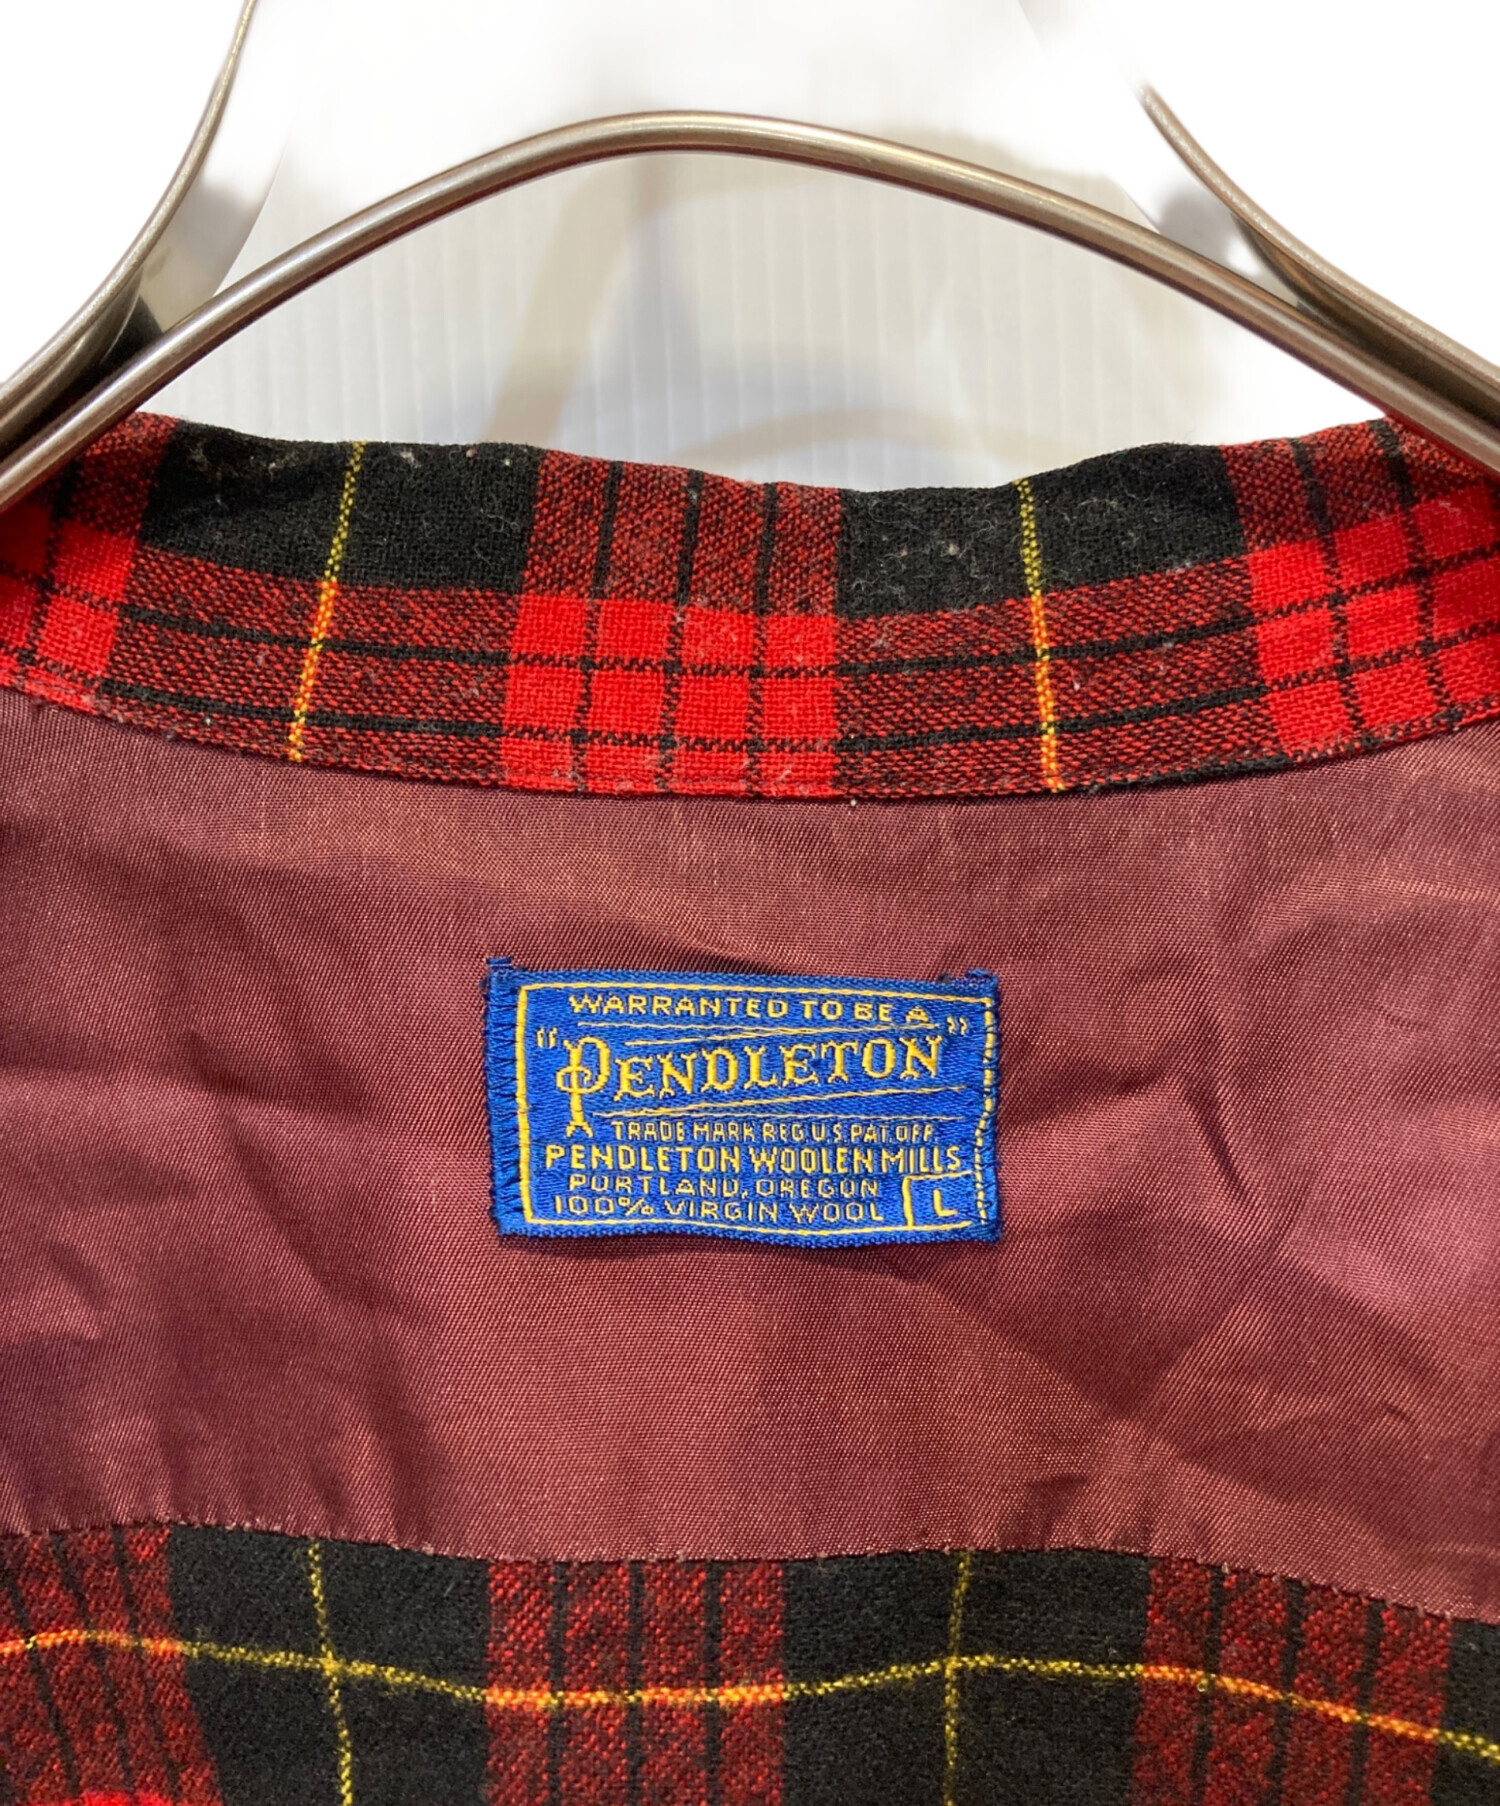 WARRANTED TO BE A
"PENDLETON"
TRADE MARK REG. U.S. PAT. OFF.
PENDLETON WOOLEN MILLS
PORTLAND, OREGON
100% VIRGIN WOOL L